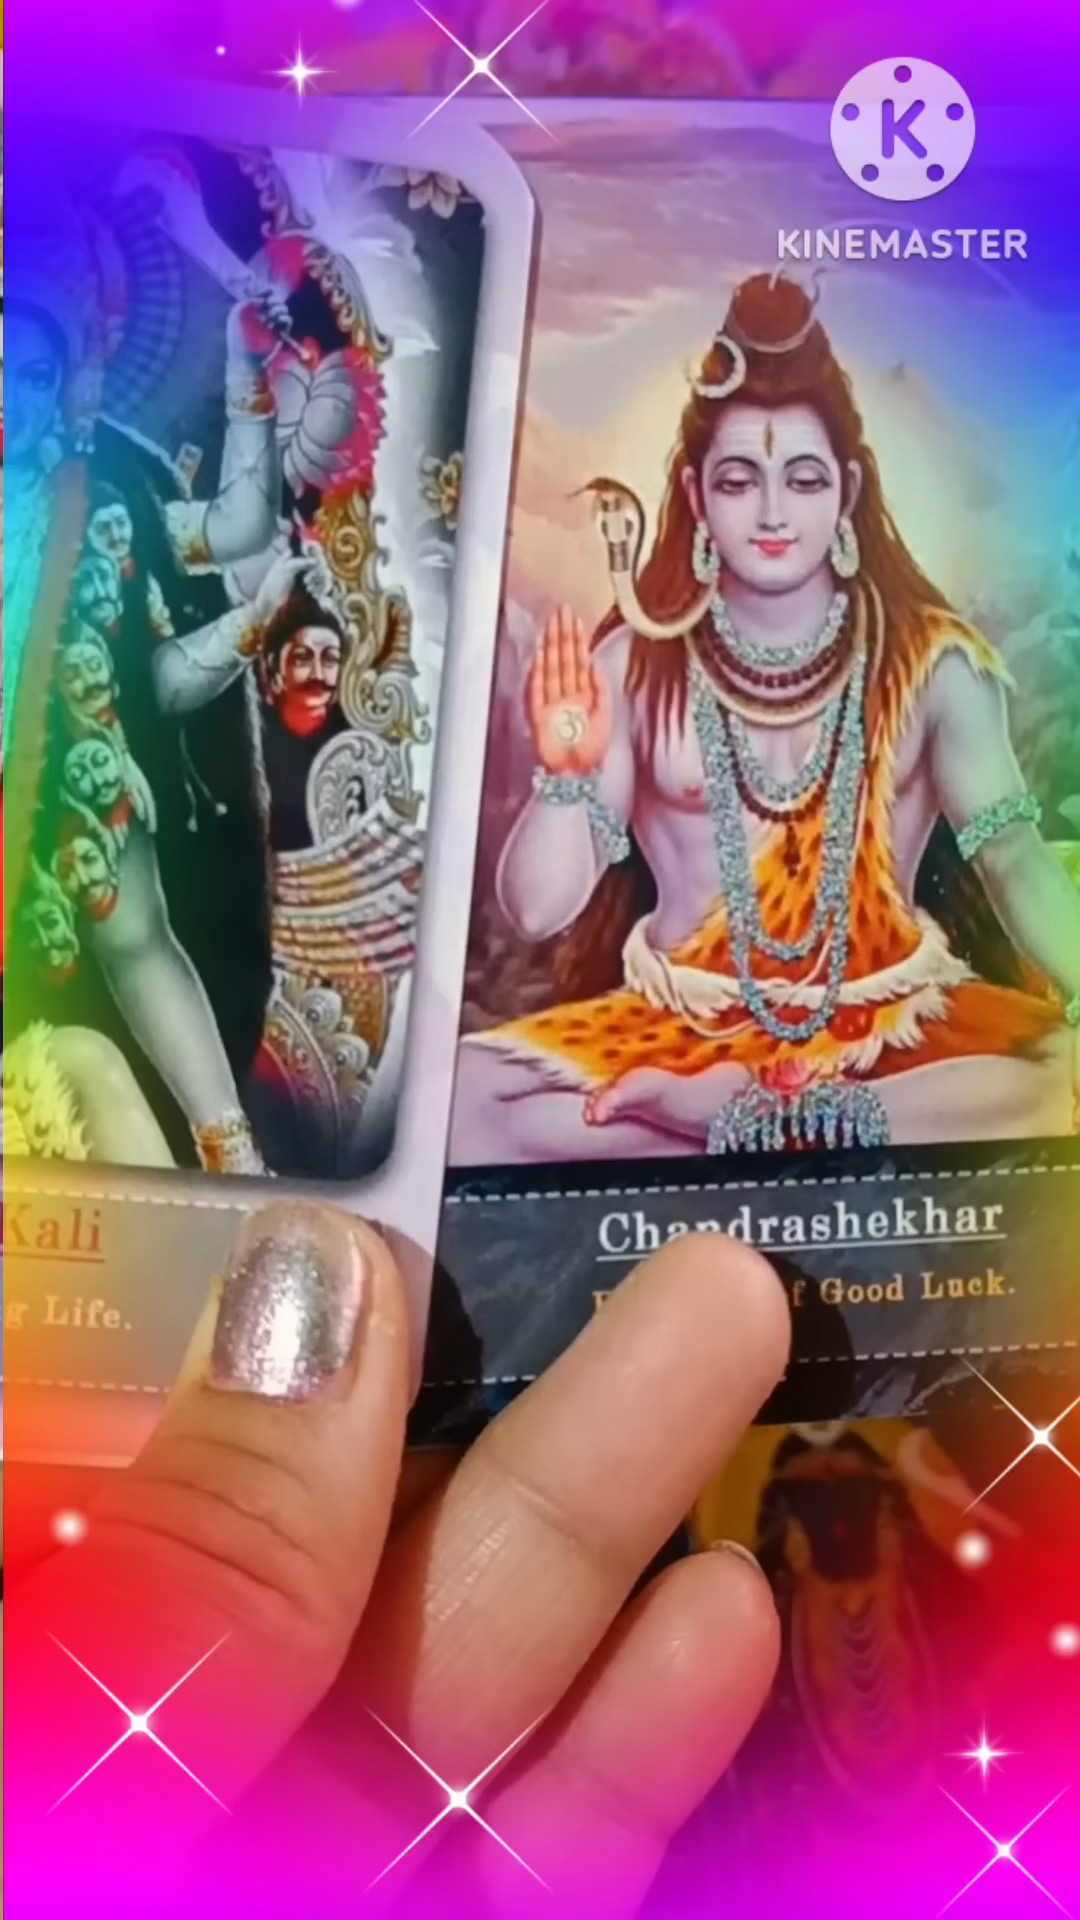 K
KINEMASTER
Kali
Life.
Chandrashekhar
Good Luck.
ॐ